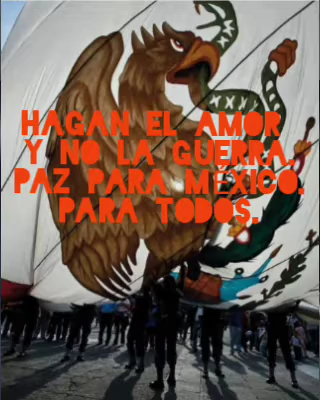 HAGAN EL AMOR
Y NO LA GUERRA.
PAZ PARA MÉXICO.
PARA TODOS.